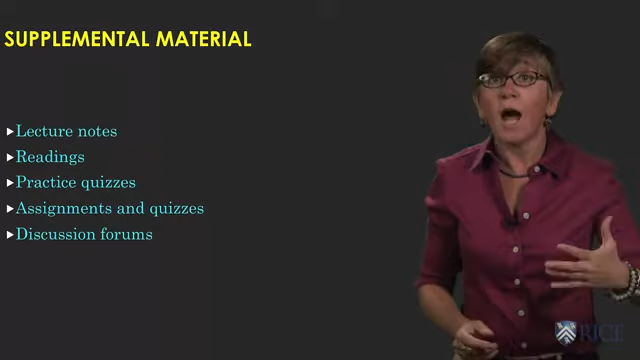 SUPPLEMENTAL MATERIAL
Lecture notes
Readings
Practice quizzes
Assignments and quizzes
Discussion forums
RICE